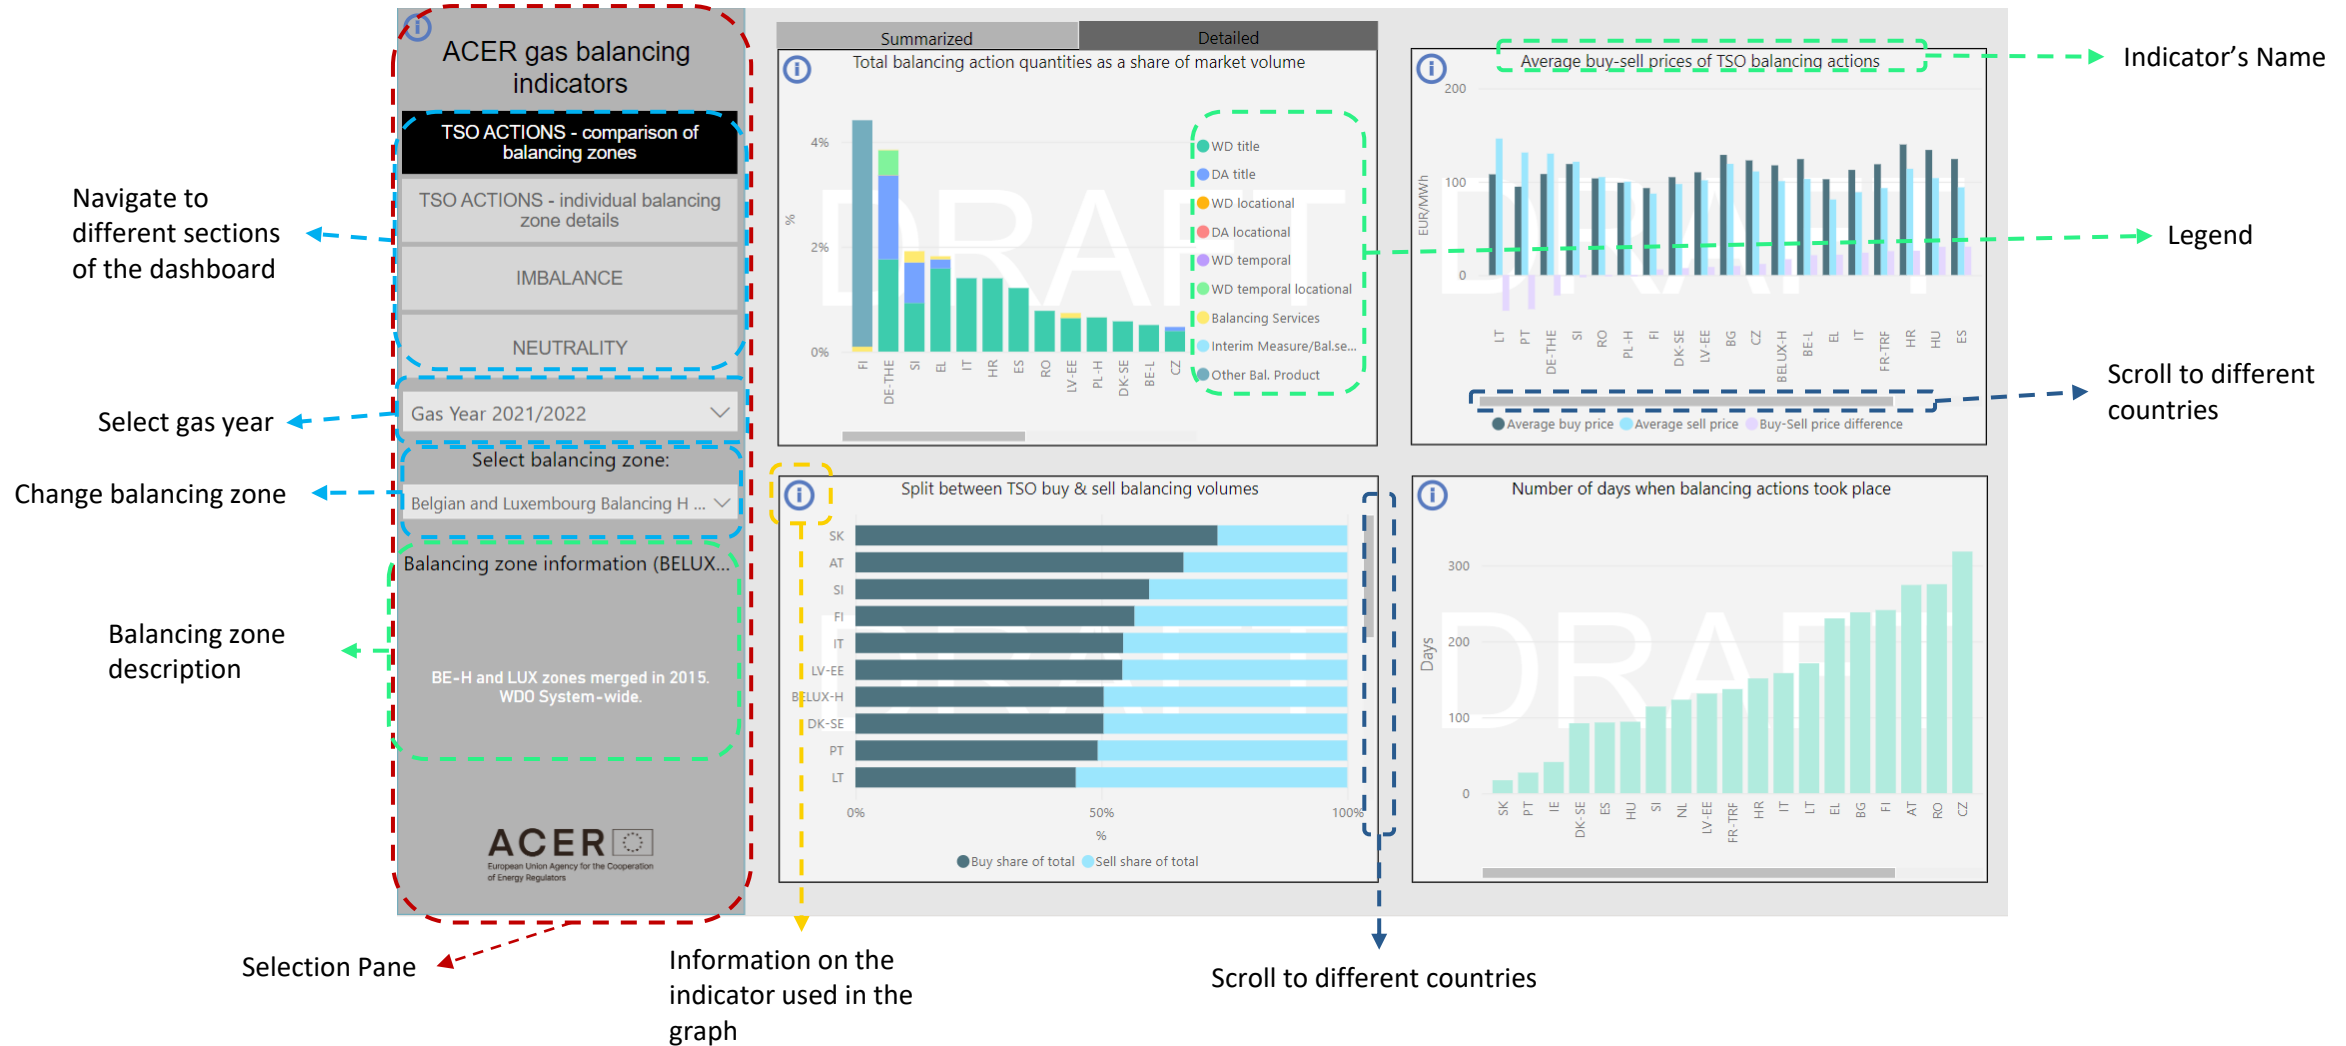 ACER gas balancing
indicators
TSO ACTIONS - comparison of
balancing zones
TSO ACTIONS - individual balancing
zone details
IMBALANCE
NEUTRALITY
Gas Year 2021/2022
Select balancing zone:
Belgian and Luxembourg Balancing H ...
Balancing zone information (BELUX...
BE-H and LUX zones merged in 2015.
WDO System-wide.
ACER
European Union Agency for the Cooperation
of Energy Regulators
Navigate to
different sections
of the dashboard
Select gas year
Change balancing zone
Balancing zone
description
Selection Pane
Summarized
Detailed
Total balancing action quantities as a share of market volume
4%
2%
0%
%
DRAFT
FI
DE-THE
SI
EL
IT
HR
ES
RO
LV-EE
PL-H
DK-SE
BE-L
CZ
WD title
DA title
WD locational
DA locational
WD temporal
WD temporal locational
Balancing Services
Interim Measure/Bal.se...
Other Bal. Product
Average buy-sell prices of TSO balancing actions
200
100
0
EUR/MWh
DRAFT
LT
PT
DE-THE
SI
RO
PL-H
FI
DK-SE
LV-EE
BG
CZ
BELUX-H
BE-L
EL
IT
FR-TRF
HR
HU
ES
Average buy price
Average sell price
Buy-Sell price difference
Indicator's Name
Legend
Scroll to different
countries
Split between TSO buy & sell balancing volumes
DRAFT
SK
AT
SI
FI
IT
LV-EE
BELUX-H
DK-SE
PT
LT
0%
50%
100%
%
Buy share of total
Sell share of total
Number of days when balancing actions took place
300
200
100
0
Days
DRAFT
SK
PT
IE
DK-SE
ES
HU
SI
NL
LV-EE
FR-TRF
HR
IT
LT
EL
BG
FI
AT
RO
CZ
Information on the
indicator used in the
graph
Scroll to different countries